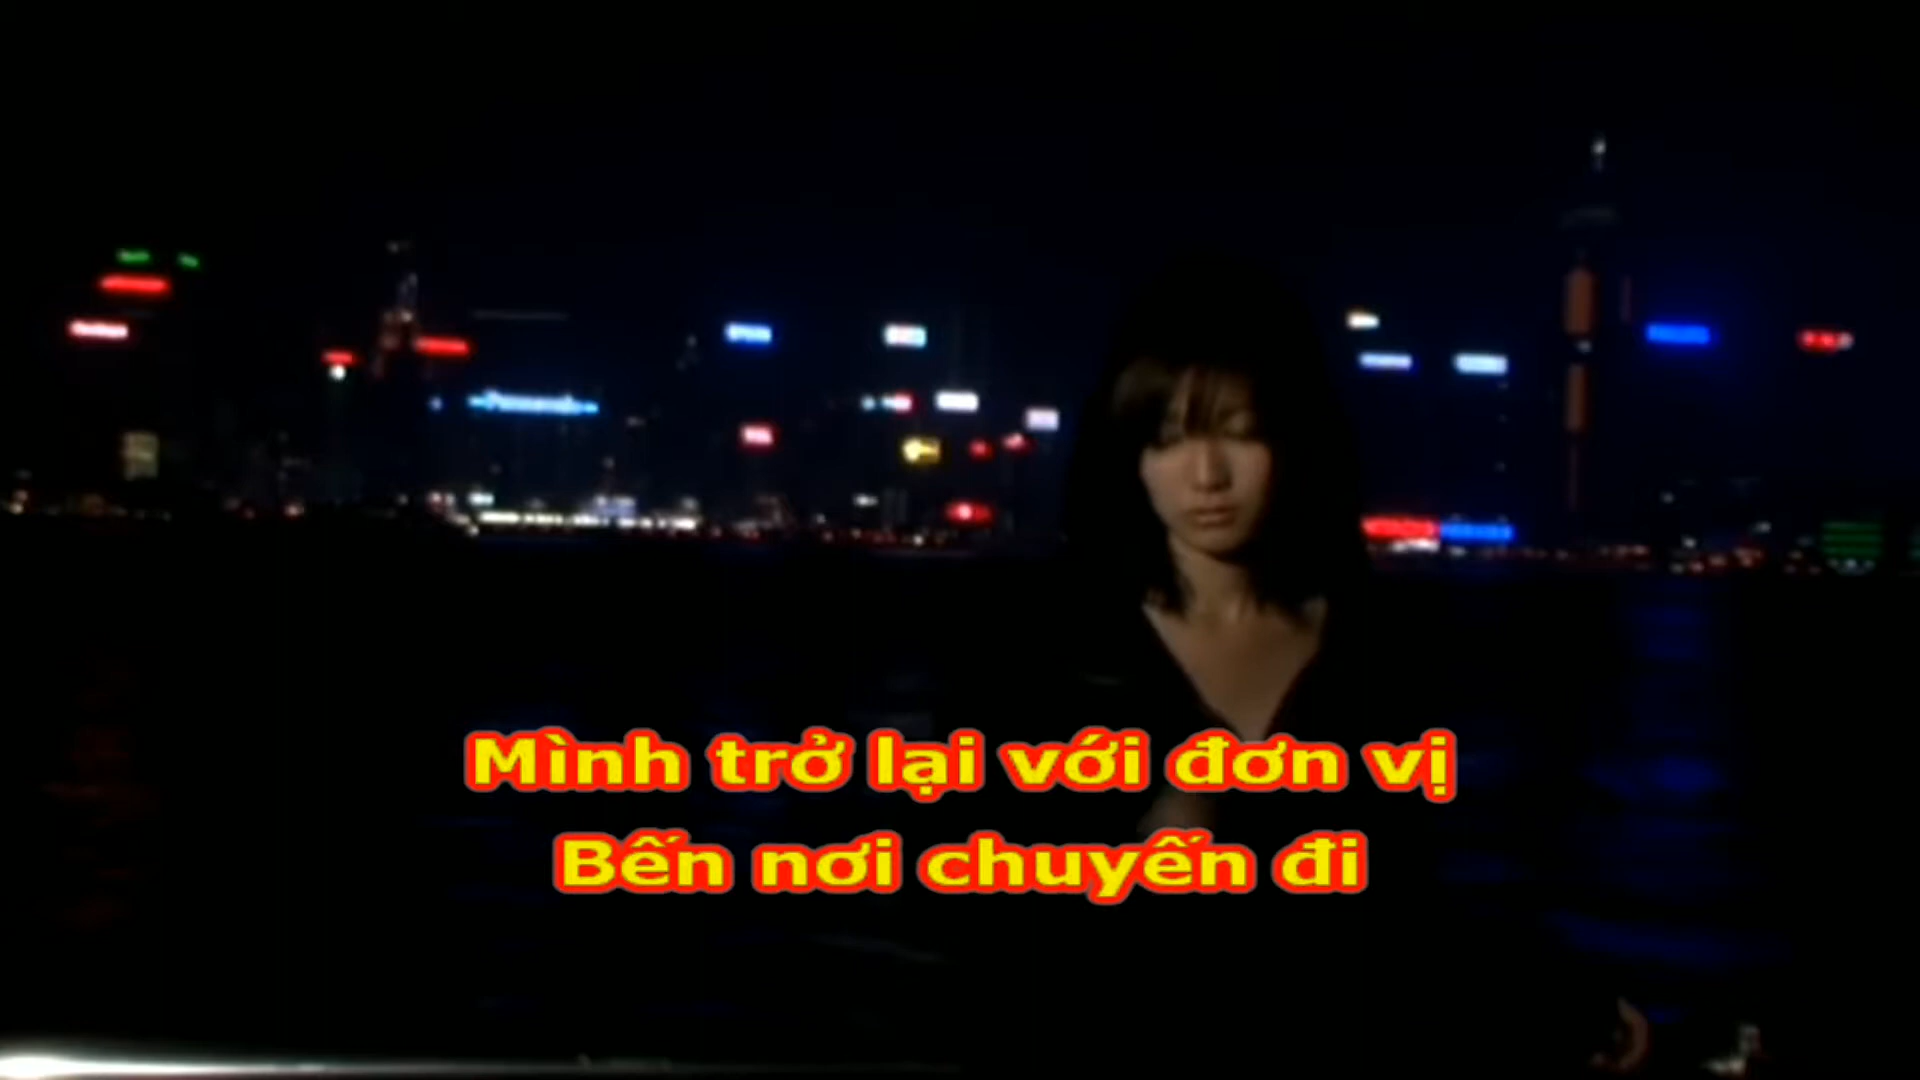 Mình trở lại với đơn vị
Bến nơi chuyến đi